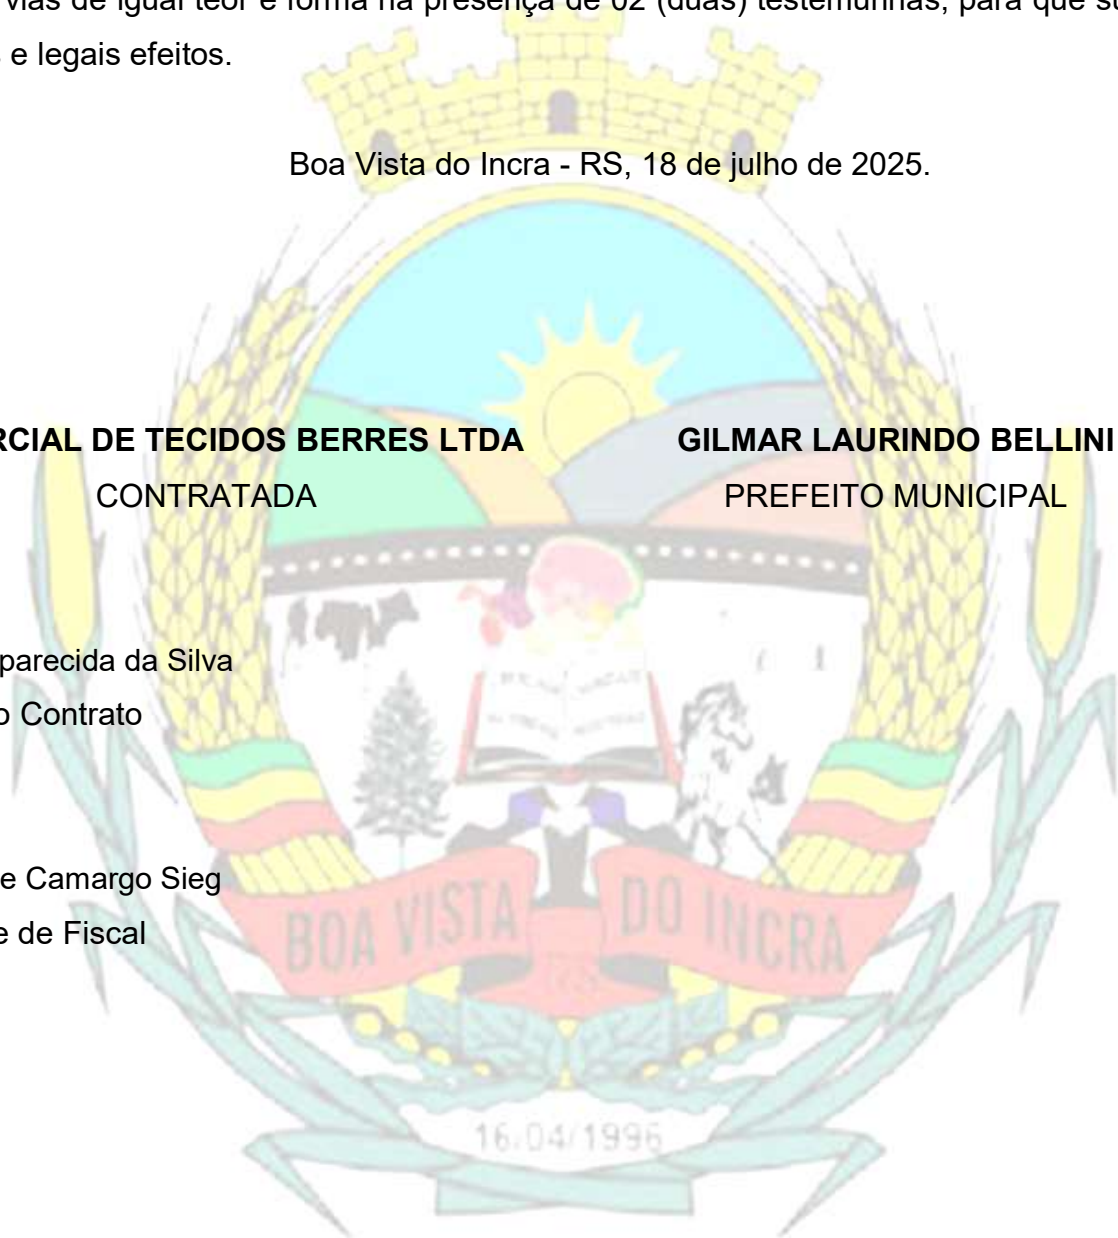 vias de igual teor e forma na presença de 02 (duas) testemunhas, para que
e legais efeitos.
Boa Vista do Incra - RS, 18 de julho de 2025.
RCIAL DE TECIDOS BERRES LTDA
GILMAR LAURINDO BELLINI
CONTRATADA
PREFEITO MUNICIPAL
parecida da Silva
o Contrato
e Camargo Sieg
e de Fiscal
BOA VISTA DO INCRA
16/04/1996